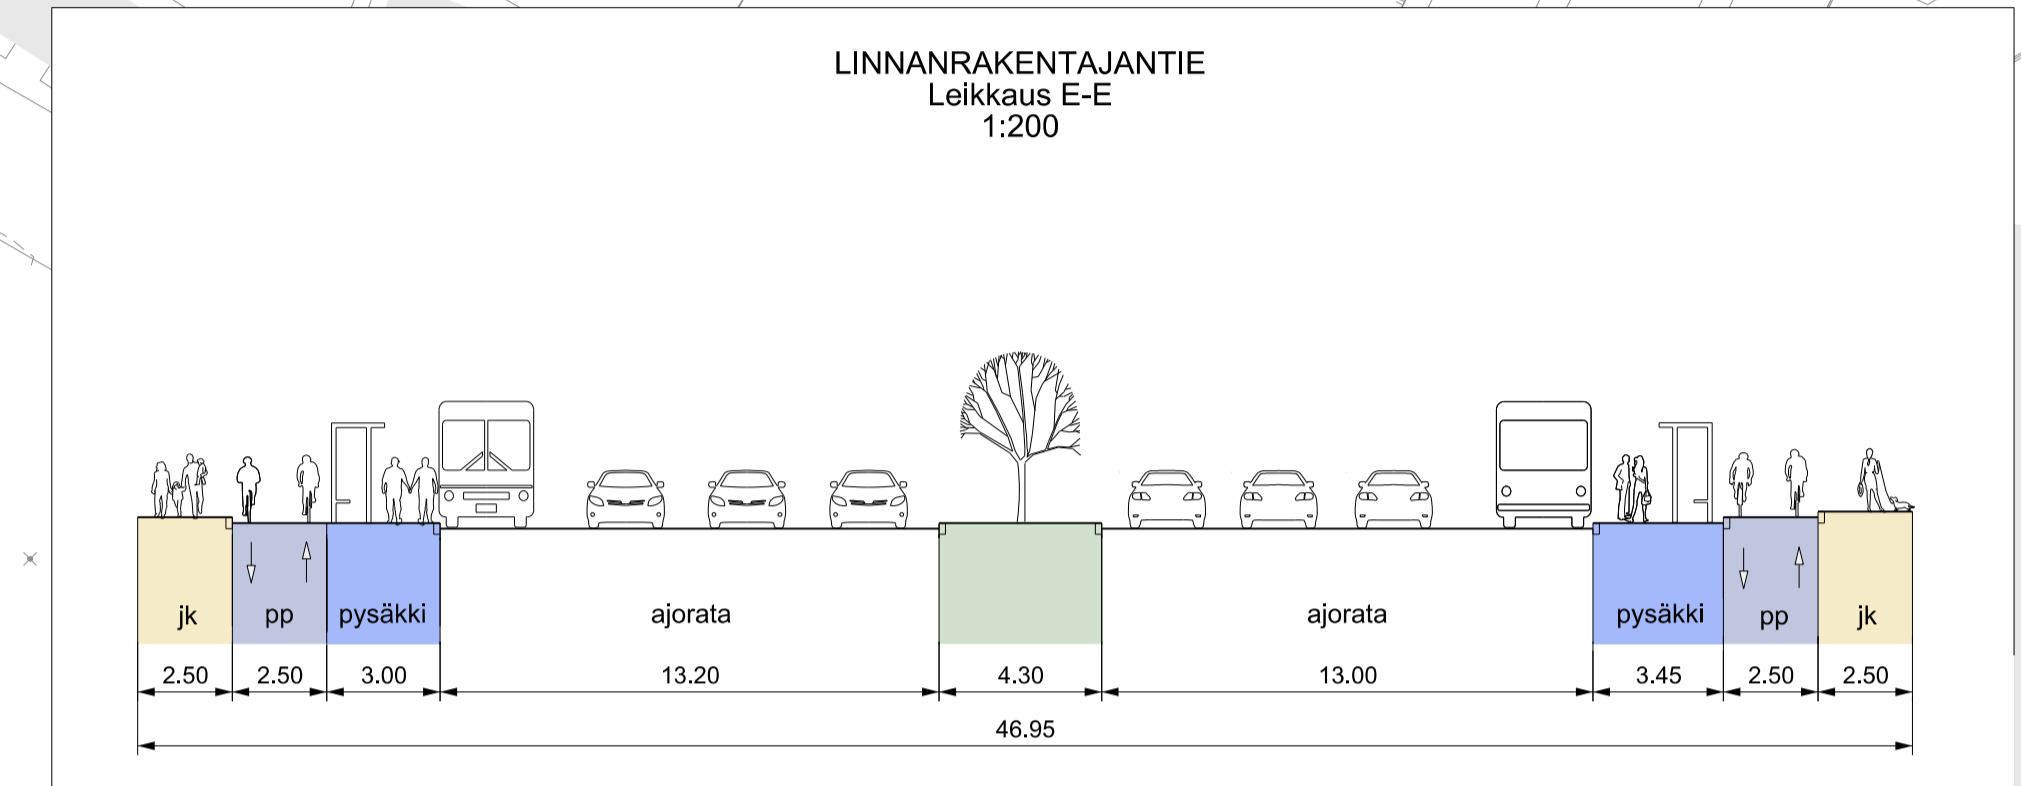 LINNANRAKENTAJANTIE
Leikkaus E-E
1:200
jk pp pysäkki ajorata ajorata pysäkki pp jk
2.50 2.50 3.00 13.20 4.30 13.00 3.45 2.50 2.50
46.95